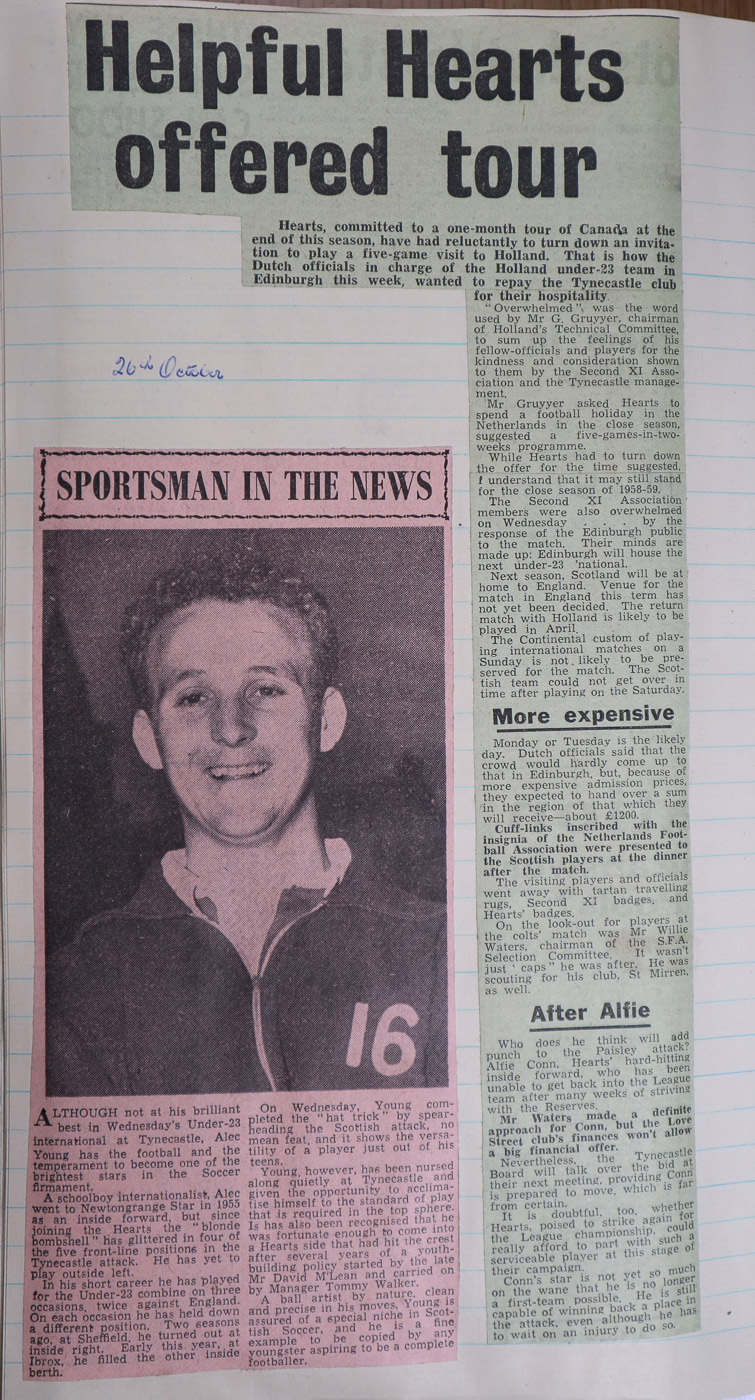 Helpful Hearts
offered tour
Hearts, committed to a one-month tour of Canada at the
end of this season, have had reluctantly to turn down an invita-
tion to play a five-game visit to Holland. That is how the
Dutch officials in charge of the Holland under-23 team in
Edinburgh this week, wanted to repay the Tynecastle club
for their hospitality
"Overwhelmed", was the word
used by Mr G. Gruyyer, chairman
of Holland's Technical Committee,
to sum up the feelings of his
fellow-officials and players for the
kindness and consideration shown
to them by the Second XI Asso-
ciation and the Tynecastle manage-
ment.
Mr Gruyyer asked Hearts to
spend a football holiday in the
Netherlands in the close season,
suggested a five-games-in-two-
weeks programme.
While Hearts had to turn down
the offer for the time suggested,
I understand that it may still stand
for the close season of 1958-59.
The Second XI Association
members were also overwhelmed
on Wednesday . . . by the
response of the Edinburgh public
to the match. Their minds are
made up: Edinburgh will house the
next under-23 'national.
Next season, Scotland will be at
home to England. Venue for the
match in England this term has
not yet been decided. The return
match with Holland is likely to be
played in April.
The Continental custom of play-
ing international matches on a
Sunday is not likely to be pre-
served for the match. The Scot-
tish team could not get over in
time after playing on the Saturday.
More expensive
Monday or Tuesday is the likely
day. Dutch officials said that the
crowd would hardly come up to
that in Edinburgh, but, because of
more expensive admission prices,
they expected to hand over a sum
in the region of that which they
will receive—about £1200.
Cuff-links inscribed with the
insignia of the Netherlands Foot-
ball Association were presented to
the Scottish players at the dinner
after the match.
The visiting players and officials
went away with tartan travelling
rugs, Second XI badges, and
Hearts' badges.
On the look-out for players at
the colts' match was Mr Willie
Waters, chairman of the S.F.A.
Selection Committee. It wasn't
just ' caps " he was after. He was
scouting for his club, St Mirren,
as well.
After Alfie
Who does he think will add
punch to the Paisley attack?
Alfie Conn, Hearts' hard-hitting
inside forward, who has been
unable to get back into the League
team after many weeks of striving
with the Reserves.
Mr Waters made a definite
approach for Conn, but the Love
Street club's finances won't allow
a big financial offer.
Nevertheless, the Tynecastle
Board will talk over the bid at
their next meeting, providing Conn
is prepared to move, which is far
from certain.
It is doubtful, too, whether
Hearts, poised to strike again for
the League championship, could
really afford to part with such a
serviceable player at this stage of
their campaign.
Conn's star is not yet so much
on the wane that he is no longer
a first-team possible. He is still
capable of winning back a place in
the attack, even although he has
to wait on an injury to do so.
26th October
SPORTSMAN IN THE NEWS
16
ALTHOUGH not at his brilliant
best in Wednesday's Under-23
international at Tynecastle, Alec
Young has the football and the
temperament to become one of the
brightest stars in the Soccer
firmament.
A schoolboy internationalist, Alec
went to Newtongrange Star in 1955
as an inside forward, but since
joining the Hearts the "blonde
bombshell" has glittered in four of
the five front-line positions in the
Tynecastle attack. He has yet to
play outside left.
In his short career he has played
for the Under-23 combine on three
occasions, twice against England.
On each occasion he has held down
a different position. Two seasons
ago, at Sheffield, he turned out at
inside right. Early this year, at
Ibrox, he filled the other inside
berth.
On Wednesday, Young com-
pleted the "hat trick" by spear-
heading the Scottish attack, no
mean feat, and it shows the versa-
tility of a player just out of his
teens.
Young, however, has been nursed
along quietly at Tynecastle and
given the opportunity to acclima-
tise himself to the standard of play
that is required in the top sphere.
Is has also been recognised that he
was fortunate enough to come into
a Hearts side that had hit the crest
after several years of a youth-
building policy started by the late
Mr David M'Lean and carried on
by Manager Tommy Walker.
A ball artist by nature, clean
and precise in his moves, Young is
assured of a special niche in Scot-
tish Soccer, and he is a fine
example to be copied by any
youngster aspiring to be a complete
footballer.